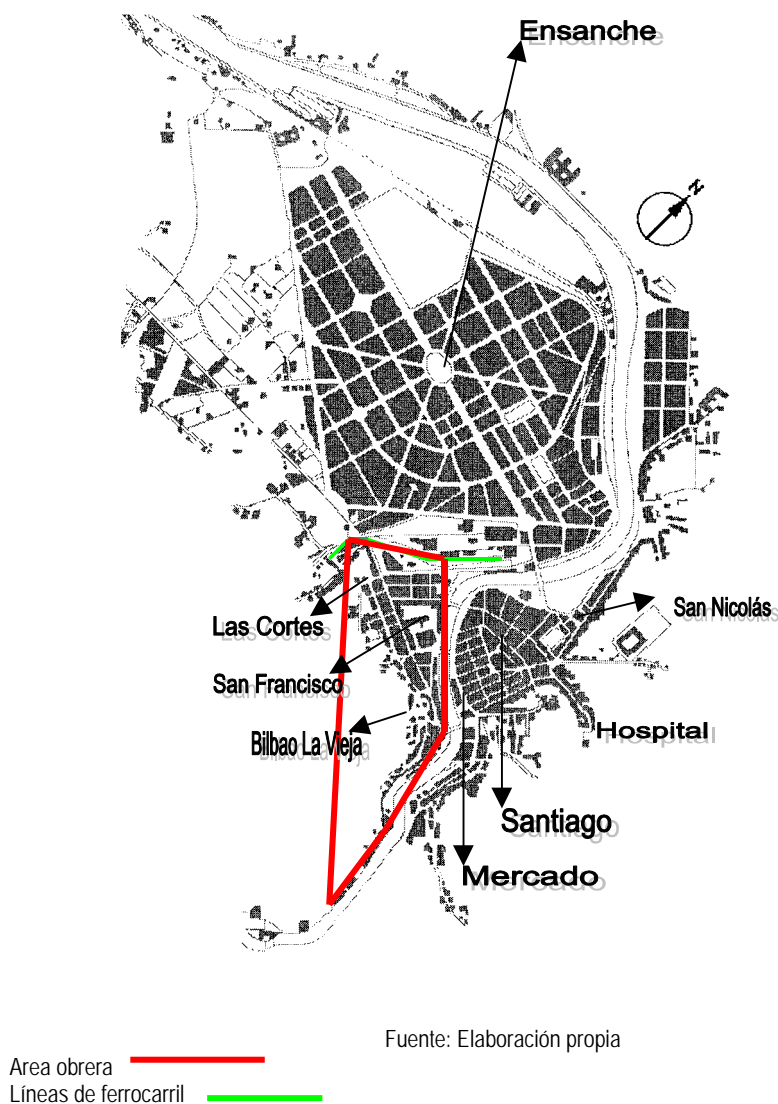 Ensanche
N
San Nicolás
Las Cortes
San Francisco
Hospital
Bilbao La Vieja
Santiago
Mercado
Fuente: Elaboración propia
Area obrera
Líneas de ferrocarril